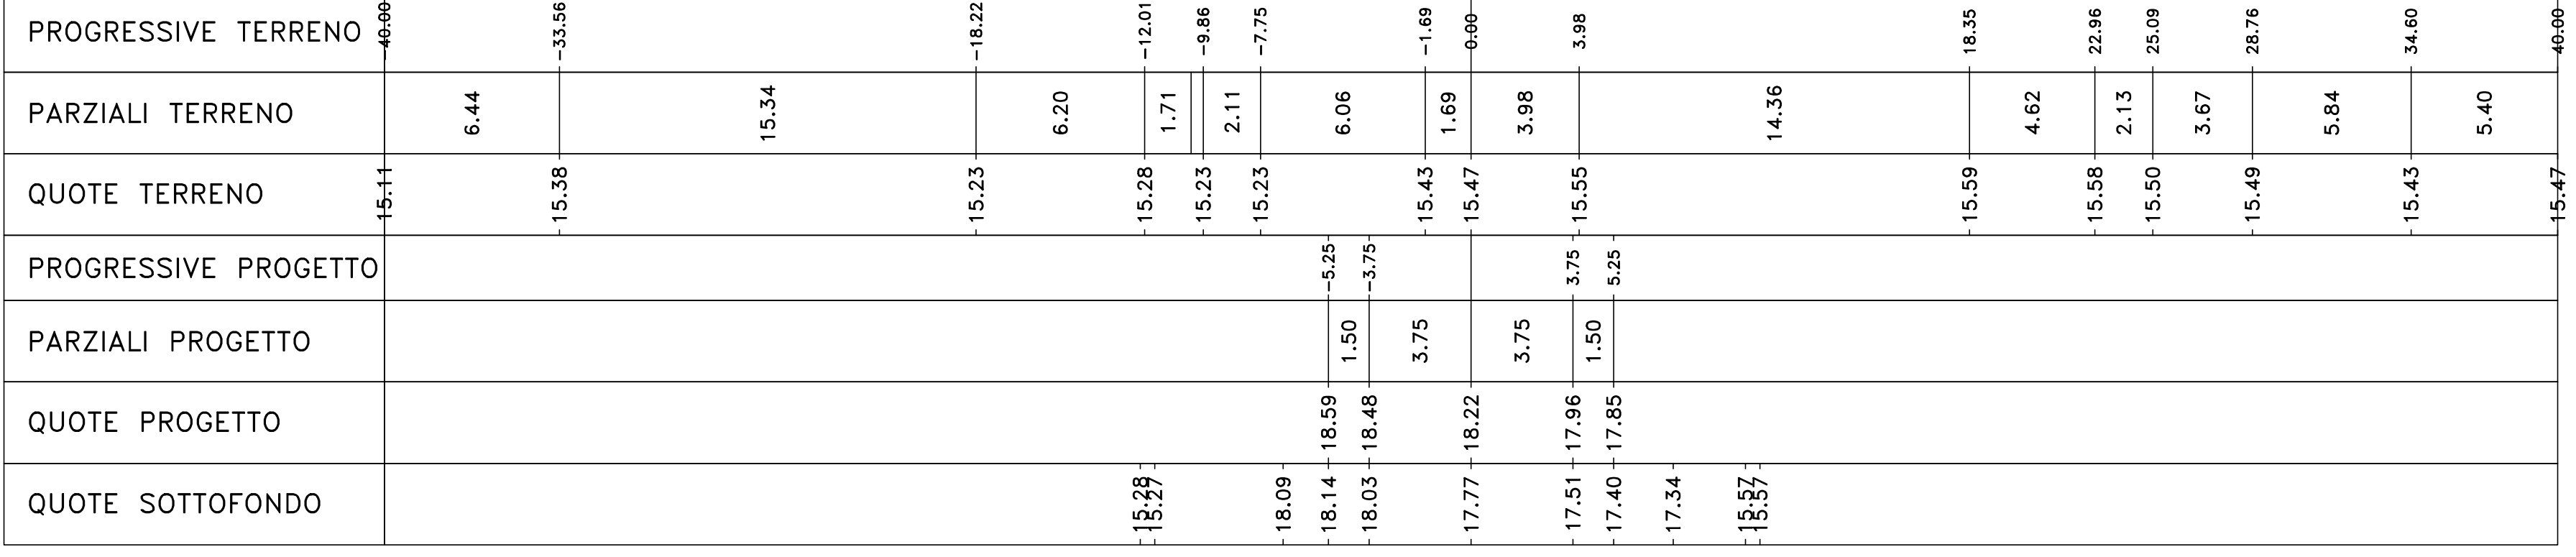 PROGRESSIVE TERRENO -40.00 -33.56 -18.22 -12.01 -9.86 -7.75 -1.69 0.00 3.98 18.35 22.96 25.09 28.76 34.60 40.00
PARZIALI TERRENO 6.44 15.34 6.20 1.71 2.11 6.06 1.69 3.98 14.36 4.62 2.13 3.67 5.84 5.40
QUOTE TERRENO 15.11 15.38 15.23 15.28 15.23 15.23 15.43 15.47 15.55 15.59 15.58 15.50 15.49 15.43 15.47
PROGRESSIVE PROGETTO -5.25 -3.75 3.75 5.25
PARZIALI PROGETTO 1.50 3.75 3.75 1.50
QUOTE PROGETTO 18.59 18.48 18.22 17.96 17.85
QUOTE SOTTOFONDO 15.28 15.27 18.09 18.14 18.03 17.77 17.51 17.40 17.34 15.57 15.57